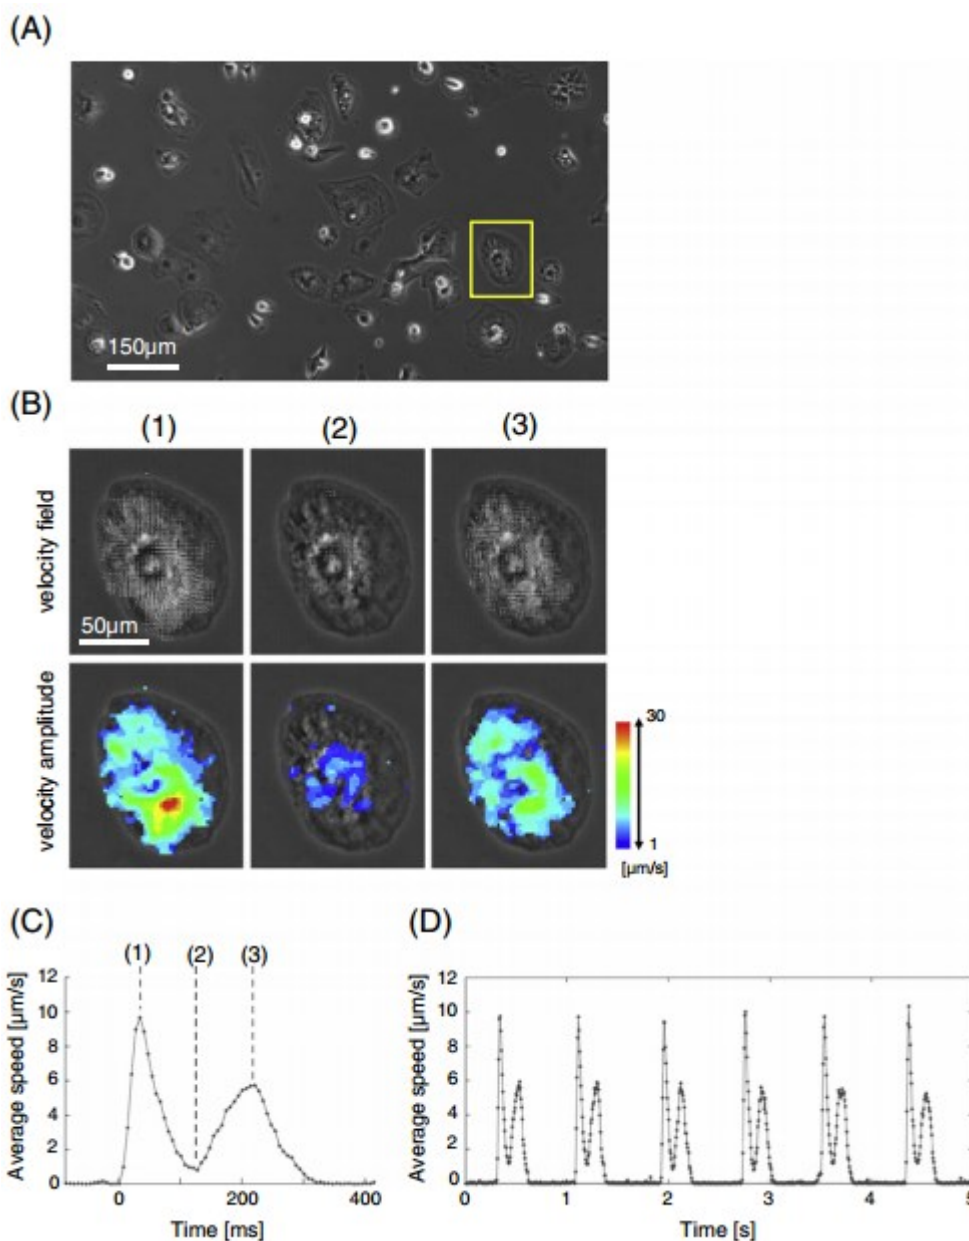 (A)
150μm
(B)
(1) (2) (3)
velocity field
50μm
velocity amplitude
30
1
[μm/s]
(C)
(1) (2) (3)
12
10
8
6
4
2
0
Average speed [μm/s]
0 200 400
Time [ms]
(D)
12
10
8
6
4
2
0
Average speed [μm/s]
0 1 2 3 4 5
Time [s]